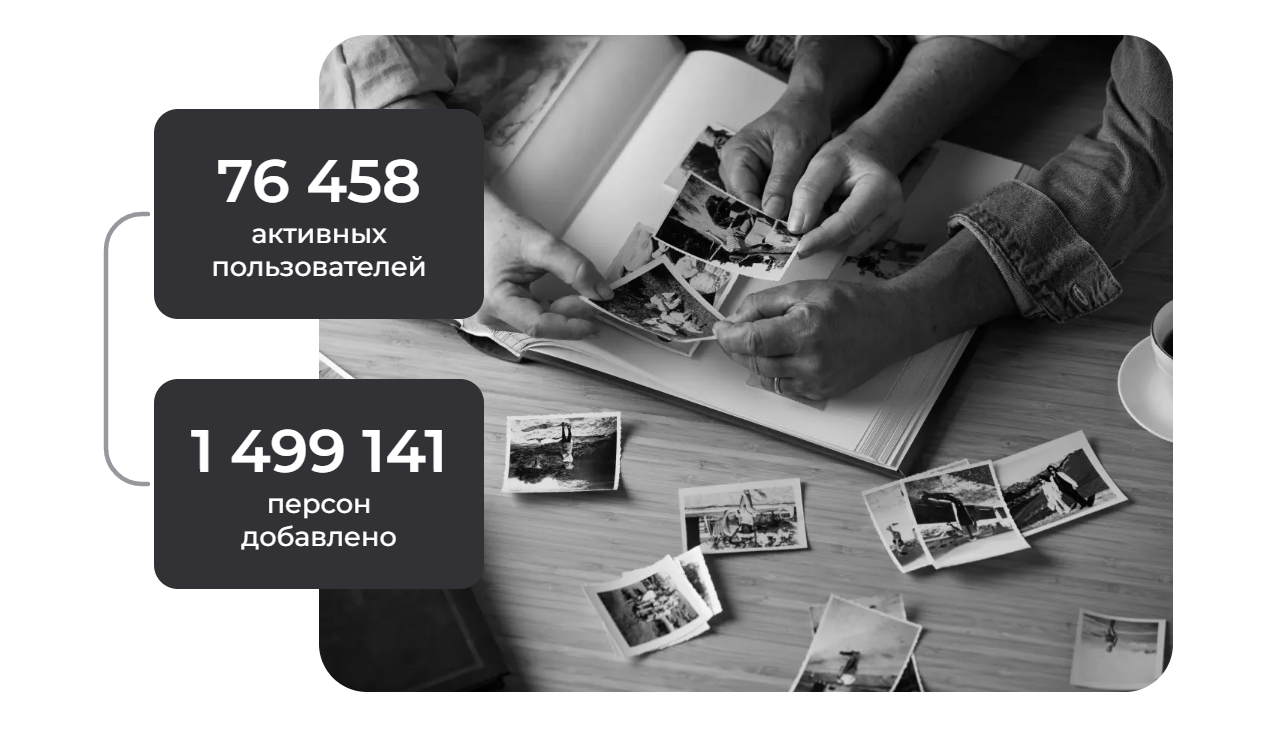 76 458
активных
пользователей
1 499 141
персон
добавлено